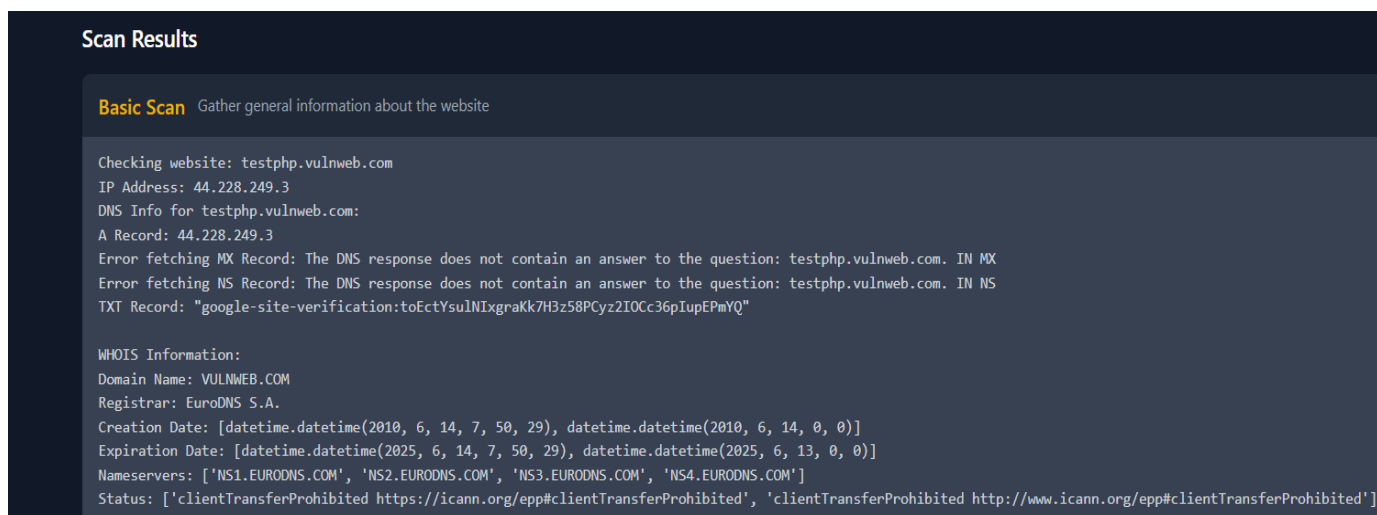 Scan Results
Basic Scan Gather general information about the website
Checking website: testphp.vulnweb.com
IP Address: 44.228.249.3
DNS Info for testphp.vulnweb.com:
A Record: 44.228.249.3
Error fetching MX Record: The DNS response does not contain an answer to the question: testphp.vulnweb.com. IN MX
Error fetching NS Record: The DNS response does not contain an answer to the question: testphp.vulnweb.com. IN NS
TXT Record: "google-site-verification:toEctYsulNIxgraKk7H3z58PCyz2IOCc36pIupEPmYQ"
WHOIS Information:
Domain Name: VULNWEB.COM
Registrar: EuroDNS S.A.
Creation Date: [datetime.datetime(2010, 6, 14, 7, 50, 29), datetime.datetime(2010, 6, 14, 0, 0)]
Expiration Date: [datetime.datetime(2025, 6, 14, 7, 50, 29), datetime.datetime(2025, 6, 13, 0, 0)]
Nameservers: ['NS1.EURODNS.COM', 'NS2.EURODNS.COM', 'NS3.EURODNS.COM', 'NS4.EURODNS.COM']
Status: ['clientTransferProhibited https://icann.org/epp#clientTransferProhibited', 'clientTransferProhibited http://www.icann.org/epp#clientTransferProhibited']